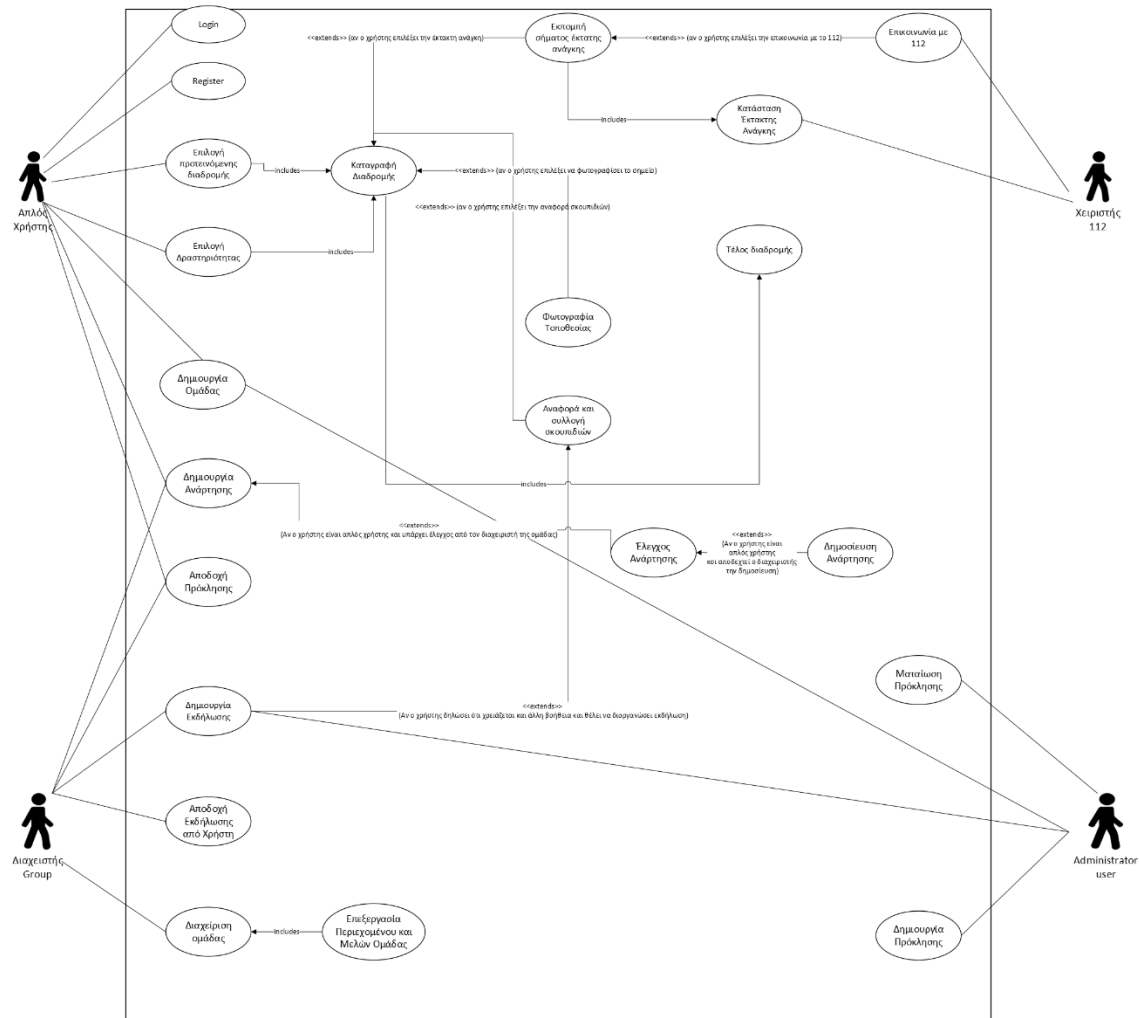 Login
<<extends>> (αν ο χρήστης επιλέξει την έκτακτη ανάγκη)
Εκπομπή
σήματος έκτατης
ανάγκης
<<extends>> (αν ο χρήστης επιλέξει την επικοινωνία με το 112)
Επικοινωνία με
112
Register
Κατάσταση
Έκτακτης
Ανάγκης
includes
Επιλογή
προτεινόμενης
διαδρομής
includes
Καταγραφή
Διαδρομής
<<extends>> (αν ο χρήστης επιλέξει να φωτογραφίσει το σημείο)
<<extends>> (αν ο χρήστης επιλέξει την αναφορά σκουπιδιών)
Απλός
Χρήστης
Χειριστής
112
Επιλογή
Δραστηριότητας
includes
Τέλος διαδρομής
Φωτογραφία
Τοποθεσίας
Δημιουργία
Ομάδας
Αναφορά και
συλλογή
σκουπιδιών
Δημιουργία
Ανάρτησης
includes
<<extends>>
(Αν ο χρήστης είναι απλός χρήστης και υπάρχει έλεγχος από τον διαχειριστή της ομάδας)
Έλεγχος
Ανάρτησης
<<extends>>
(Αν ο χρήστης είναι
απλός χρήστης
και αποδεχτεί ο διαχειριστής
την δημοσίευση)
Δημοσίευση
Ανάρτησης
Αποδοχή
Πρόκλησης
Ματαίωση
Πρόκλησης
Δημιουργία
Εκδήλωσης
<<extends>>
(Αν ο χρήστης δηλώσει ότι χρειάζεται και άλλη βοήθεια και θέλει να διοργανώσει εκδήλωση)
Αποδοχή
Εκδήλωσης
από Χρήστη
Διαχειστής
Group
Administrator
user
Διαχείριση
ομάδας
includes
Επεξεργασία
Περιεχομένου και
Μελών Ομάδας
Δημιουργία
Πρόκλησης